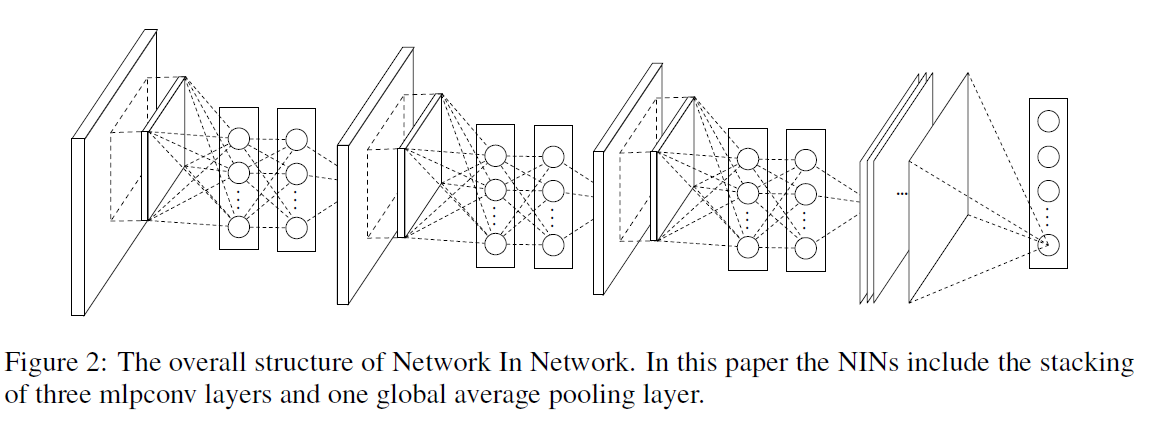 Figure 2: The overall structure of Network In Network. In this paper the NINs include the stacking
of three mlpconv layers and one global average pooling layer.